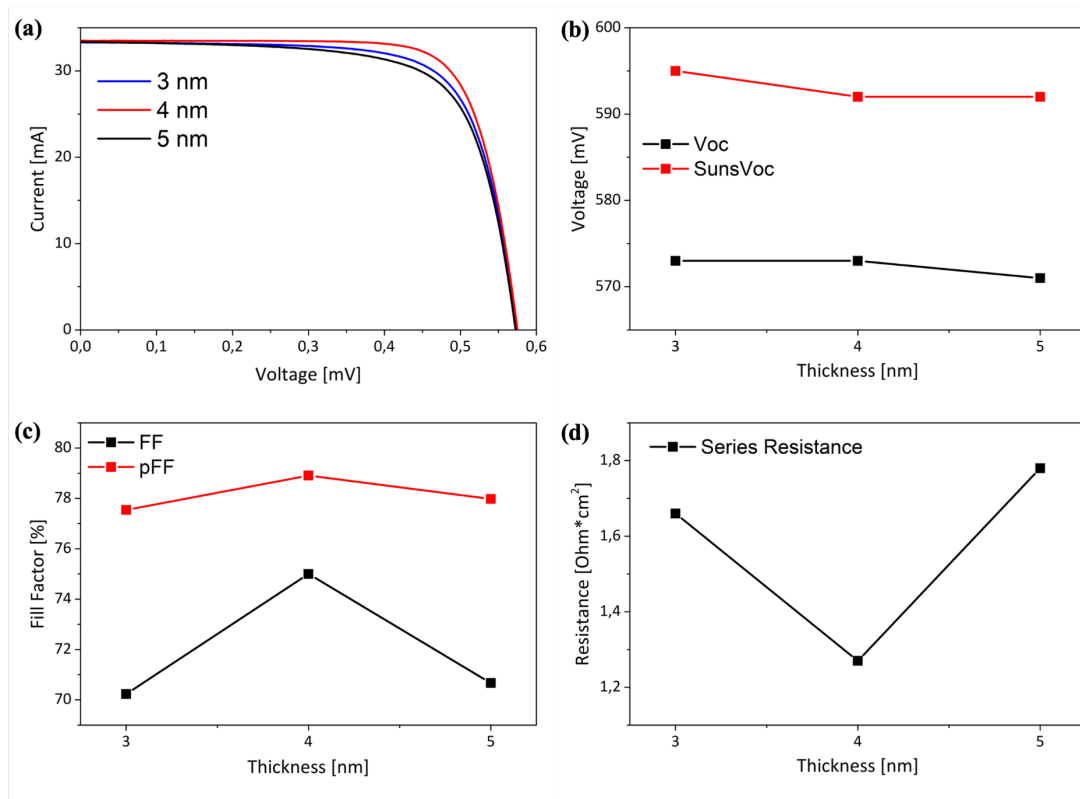 (a)
33
22
11
0
0,0
0,1
0,2
0,3
0,4
0,5
0,6
Current [mA]
Voltage [mV]
3 nm
4 nm
5 nm
(b)
600
590
580
570
3
4
5
Voltage [mV]
Thickness [nm]
Voc
SunsVoc
(c)
80
78
76
74
72
70
3
4
5
Fill Factor [%]
Thickness [nm]
FF
pFF
(d)
1,8
1,6
1,4
1,2
3
4
5
Resistance [Ohm*cm²]
Thickness [nm]
Series Resistance